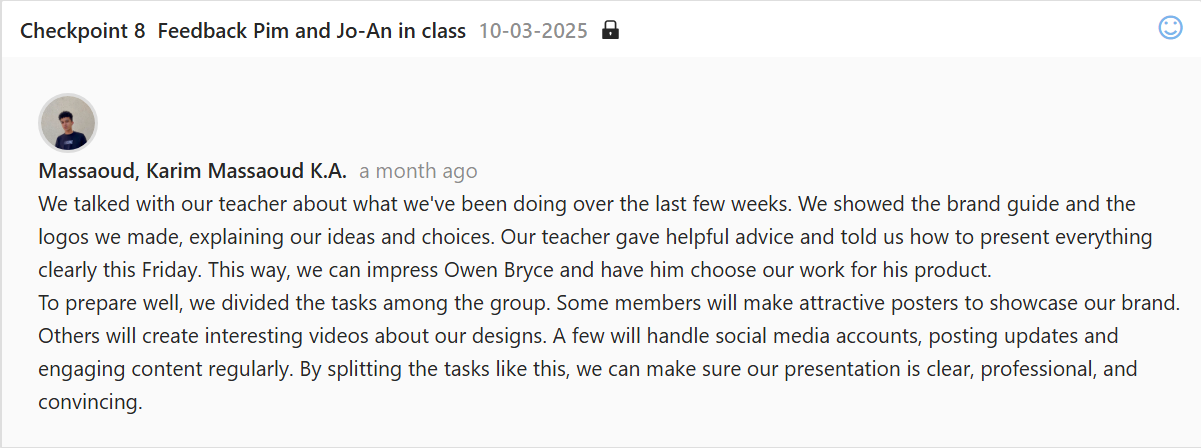 Checkpoint 8 Feedback Pim and Jo-An in class 10-03-2025
Massaoud, Karim Massaoud K.A. a month ago
We talked with our teacher about what we've been doing over the last few weeks. We showed the brand guide and the
logos we made, explaining our ideas and choices. Our teacher gave helpful advice and told us how to present everything
clearly this Friday. This way, we can impress Owen Bryce and have him choose our work for his product.
To prepare well, we divided the tasks among the group. Some members will make attractive posters to showcase our brand.
Others will create interesting videos about our designs. A few will handle social media accounts, posting updates and
engaging content regularly. By splitting the tasks like this, we can make sure our presentation is clear, professional, and
convincing.